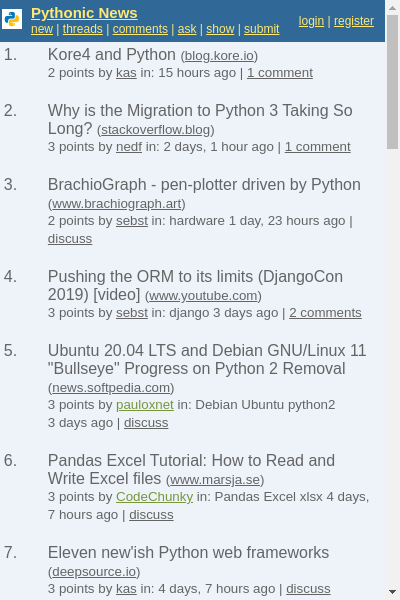 Pythonic News
new | threads | comments | ask | show | submit
login | register
1. Kore4 and Python (blog.kore.io)
2 points by kas in: 15 hours ago | 1 comment
2. Why is the Migration to Python 3 Taking So
Long? (stackoverflow.blog)
3 points by nedf in: 2 days, 1 hour ago | 1 comment
3. BrachioGraph - pen-plotter driven by Python
(www.brachiograph.art)
2 points by sebst in: hardware 1 day, 23 hours ago |
discuss
4. Pushing the ORM to its limits (DjangoCon
2019) [video] (www.youtube.com)
3 points by sebst in: django 3 days ago | 2 comments
5. Ubuntu 20.04 LTS and Debian GNU/Linux 11
"Bullseye" Progress on Python 2 Removal
(news.softpedia.com)
3 points by pauloxnet in: Debian Ubuntu python2
3 days ago | discuss
6. Pandas Excel Tutorial: How to Read and
Write Excel files (www.marsja.se)
3 points by CodeChunky in: Pandas Excel xlsx 4 days,
7 hours ago | discuss
7. Eleven new'ish Python web frameworks
(deepsource.io)
3 points by kas in: 4 days, 7 hours ago | discuss